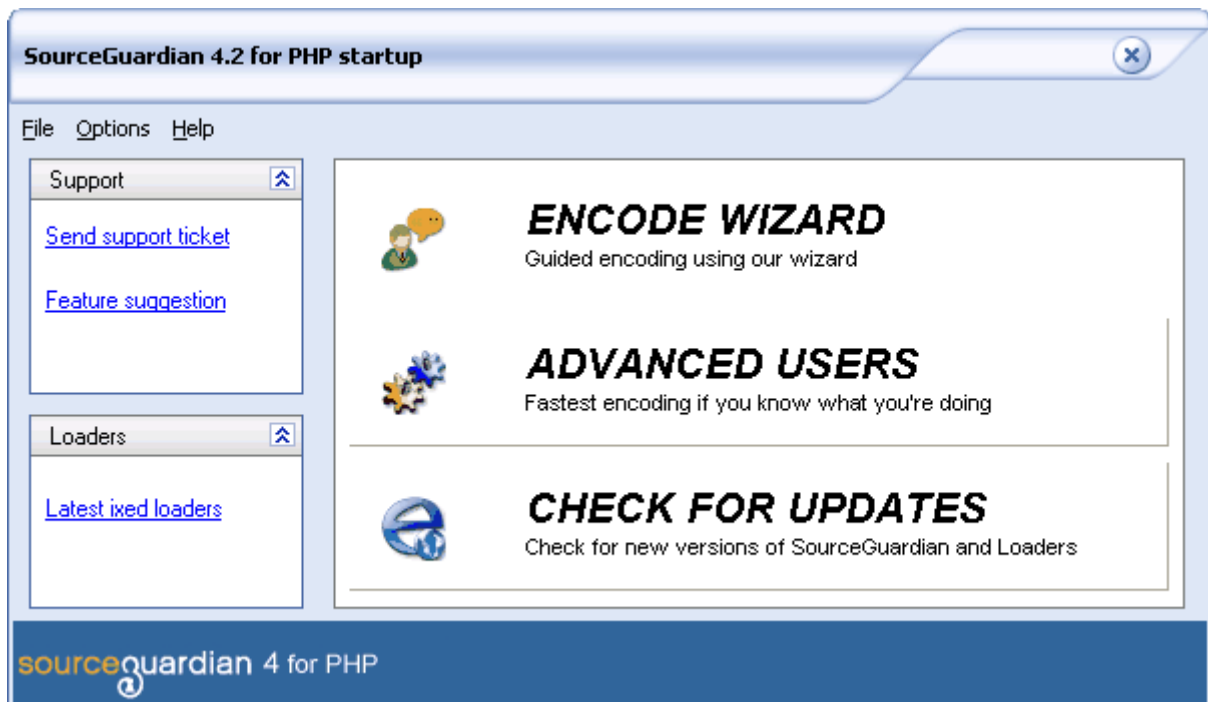 SourceGuardian 4.2 for PHP startup
File Options Help
Support
Send support ticket
Feature suggestion
Loaders
Latest ixed loaders
ENCODE WIZARD
Guided encoding using our wizard
ADVANCED USERS
Fastest encoding if you know what you're doing
CHECK FOR UPDATES
Check for new versions of SourceGuardian and Loaders
sourceguardian 4 for PHP